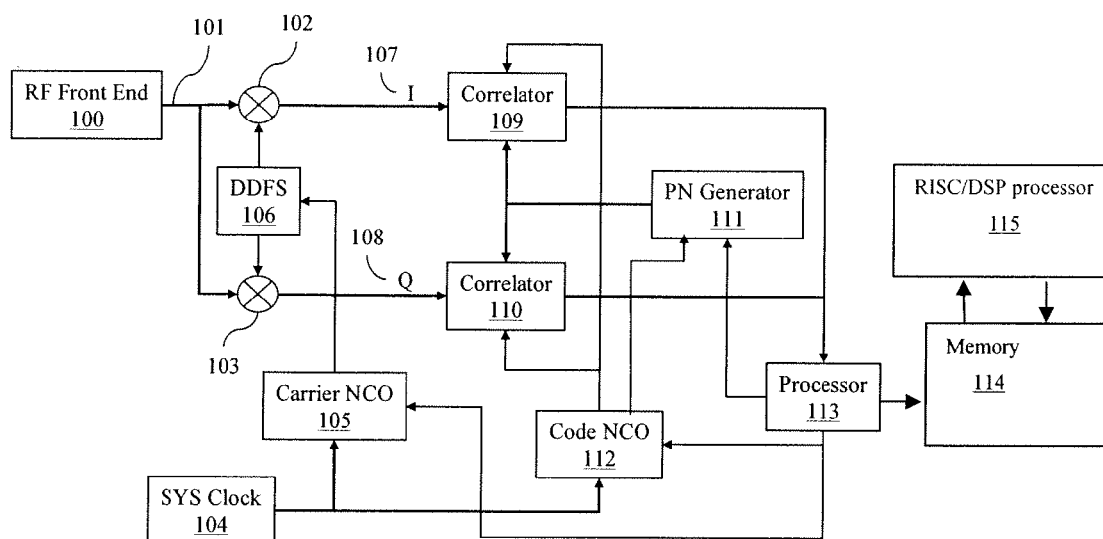 101
102
107
RF Front End
100
I
Correlator
109
DDFS
106
PN Generator
111
RISC/DSP processor
115
108
Q
Correlator
110
103
Memory
114
Carrier NCO
105
Processor
113
Code NCO
112
SYS Clock
104